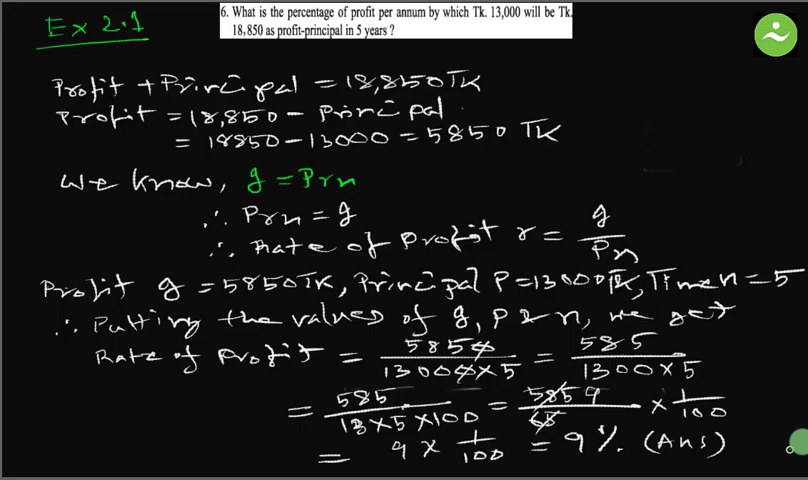 Ex 2.1
6. What is the percentage of profit per annum by which Tk. 13,000 will be Tk.
18,850 as profit-principal in 5 years ?
Profit + Principal = 18,850 TK
Profit = 18,850 - Principal
= 18850 - 13000 = 5850 TK
We know, g = Prn
∴ Prn = g
∴ Rate of Profit r = g/Pn
Profit g = 5850 TK, Principal P = 13000 TK, Time n = 5
∴ Putting the values of g, P & n, we get
Rate of Profit = 5850/13000×5 = 585/1300×5
= 585/13×5×100 = 585 9/65 × 1/100
= 9 × 1/100 = 9%. (Ans)